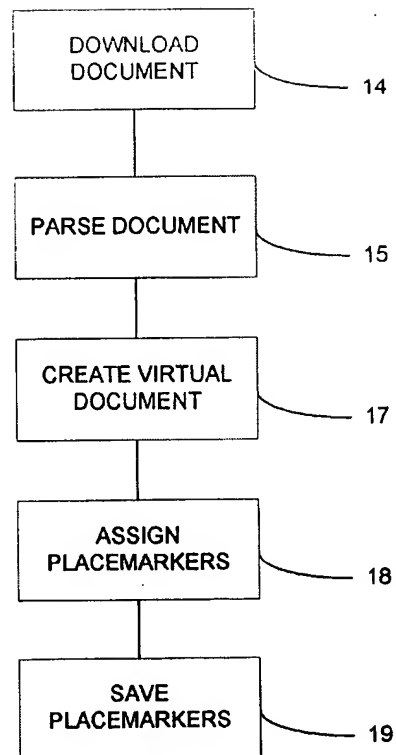 DOWNLOAD
DOCUMENT
14
PARSE DOCUMENT
15
CREATE VIRTUAL
DOCUMENT
17
ASSIGN
PLACEMARKERS
18
SAVE
PLACEMARKERS
19